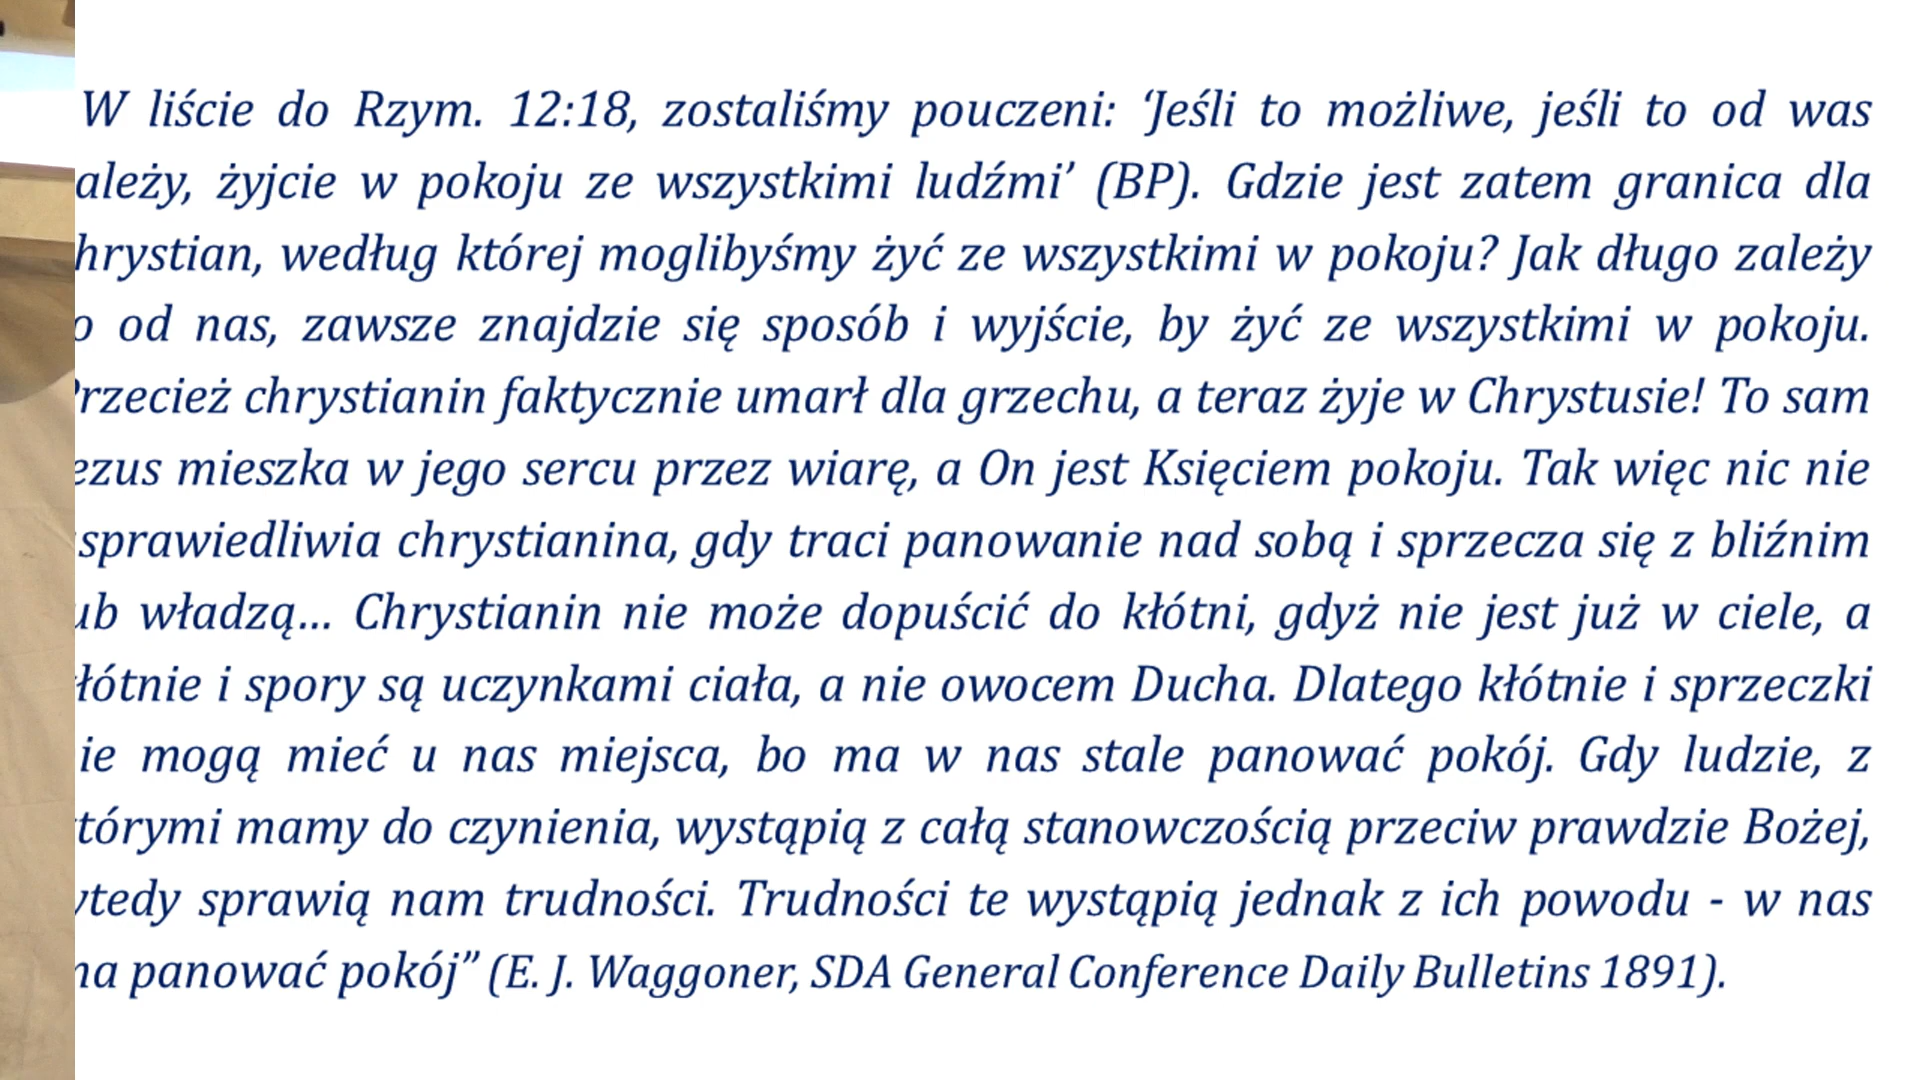 W liście do Rzym. 12:18, zostaliśmy pouczeni: ‘Jeśli to możliwe, jeśli to od was
ależy, żyjcie w pokoju ze wszystkimi ludźmi’ (BP). Gdzie jest zatem granica dla
hrystian, według której moglibyśmy żyć ze wszystkimi w pokoju? Jak długo zależy
o od nas, zawsze znajdzie się sposób i wyjście, by żyć ze wszystkimi w pokoju.
Przecież chrystianin faktycznie umarł dla grzechu, a teraz żyje w Chrystusie! To sam
ezus mieszka w jego sercu przez wiarę, a On jest Księciem pokoju. Tak więc nic nie
sprawiedliwia chrystianina, gdy traci panowanie nad sobą i sprzecza się z bliźnim
ub władzą... Chrystianin nie może dopuścić do kłótni, gdyż nie jest już w ciele, a
łótnie i spory są uczynkami ciała, a nie owocem Ducha. Dlatego kłótnie i sprzeczki
ie mogą mieć u nas miejsca, bo ma w nas stale panować pokój. Gdy ludzie, z
tórymi mamy do czynienia, wystąpią z całą stanowczością przeciw prawdzie Bożej,
wtedy sprawią nam trudności. Trudności te wystąpią jednak z ich powodu - w nas
ma panować pokój” (E. J. Waggoner, SDA General Conference Daily Bulletins 1891).